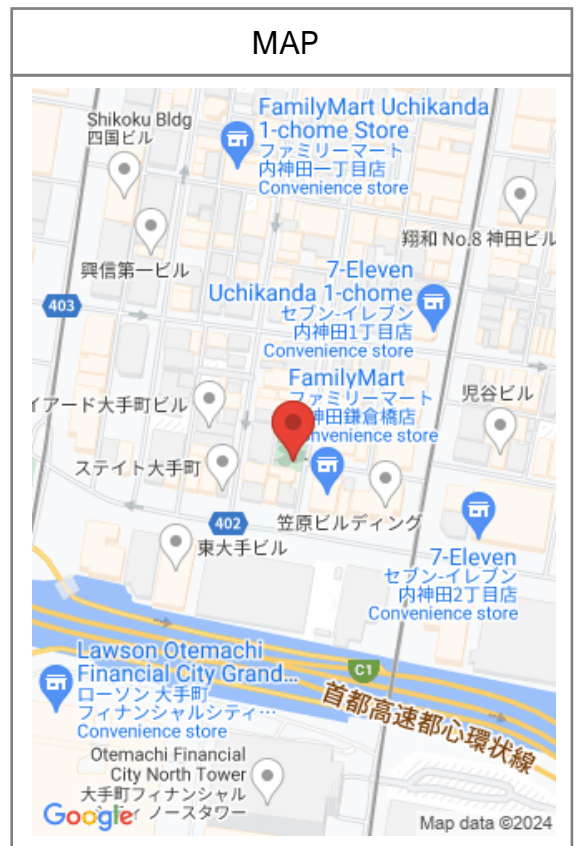 MAP
Shikoku Bldg
四国ビル
FamilyMart Uchikanda
1-chome Store
ファミリーマート
内神田一丁目店
Convenience store
翔和 No.8 神田ビル
興信第一ビル
7-Eleven
Uchikanda 1-chome
セブン-イレブン
内神田1丁目店
Convenience store
403
FamilyMart
ファミリーマート
神田鎌倉橋店
nvenience store
児谷ビル
イアード大手町ビル
ステイト大手町
402
笠原ビルディング
東大手ビル
7-Eleven
セブン-イレブン
内神田2丁目店
Convenience store
Lawson Otemachi
Financial City Grand...
ローソン 大手町
フィナンシャルシティ…
Convenience store
C1
首都高速都心環状線
Otemachi Financial
City North Tower
大手町フィナンシャル
ノースタワー
Google
Map data ©2024